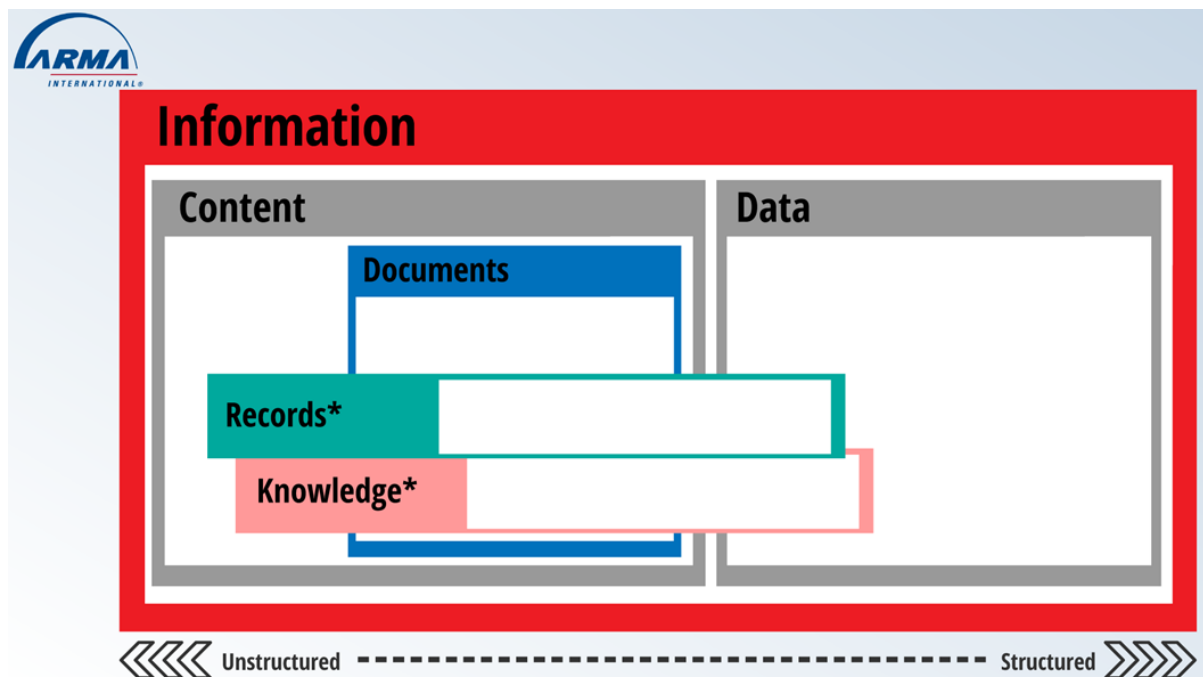 ARMA
INTERNATIONAL®
Information
Content
Data
Documents
Records*
Knowledge*
Unstructured
Structured